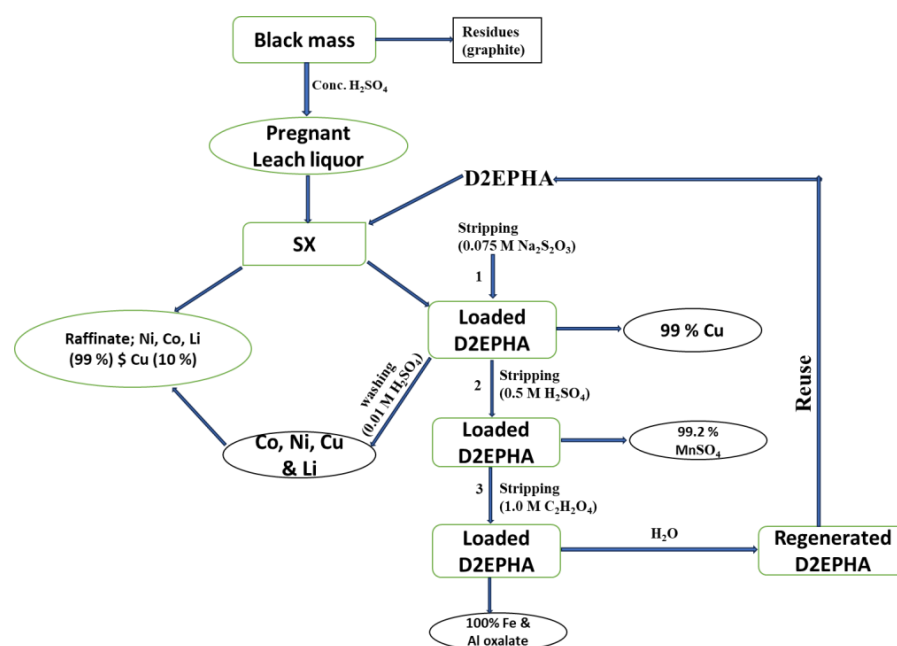 Black mass
Residues
(graphite)
Conc. H₂SO₄
Pregnant
Leach liquor
D2EPHA
SX
Stripping
(0.075 M Na₂S₂O₃)
1
Loaded
D2EPHA
99 % Cu
Raffinate; Ni, Co, Li
(99 %) $ Cu (10 %)
washing
(0.01 M H₂SO₄)
2
Stripping
(0.5 M H₂SO₄)
Reuse
Co, Ni, Cu
& Li
Loaded
D2EPHA
99.2 %
MnSO₄
3
Stripping
(1.0 M C₂H₂O₄)
Loaded
D2EPHA
H₂O
Regenerated
D2EPHA
100% Fe &
Al oxalate